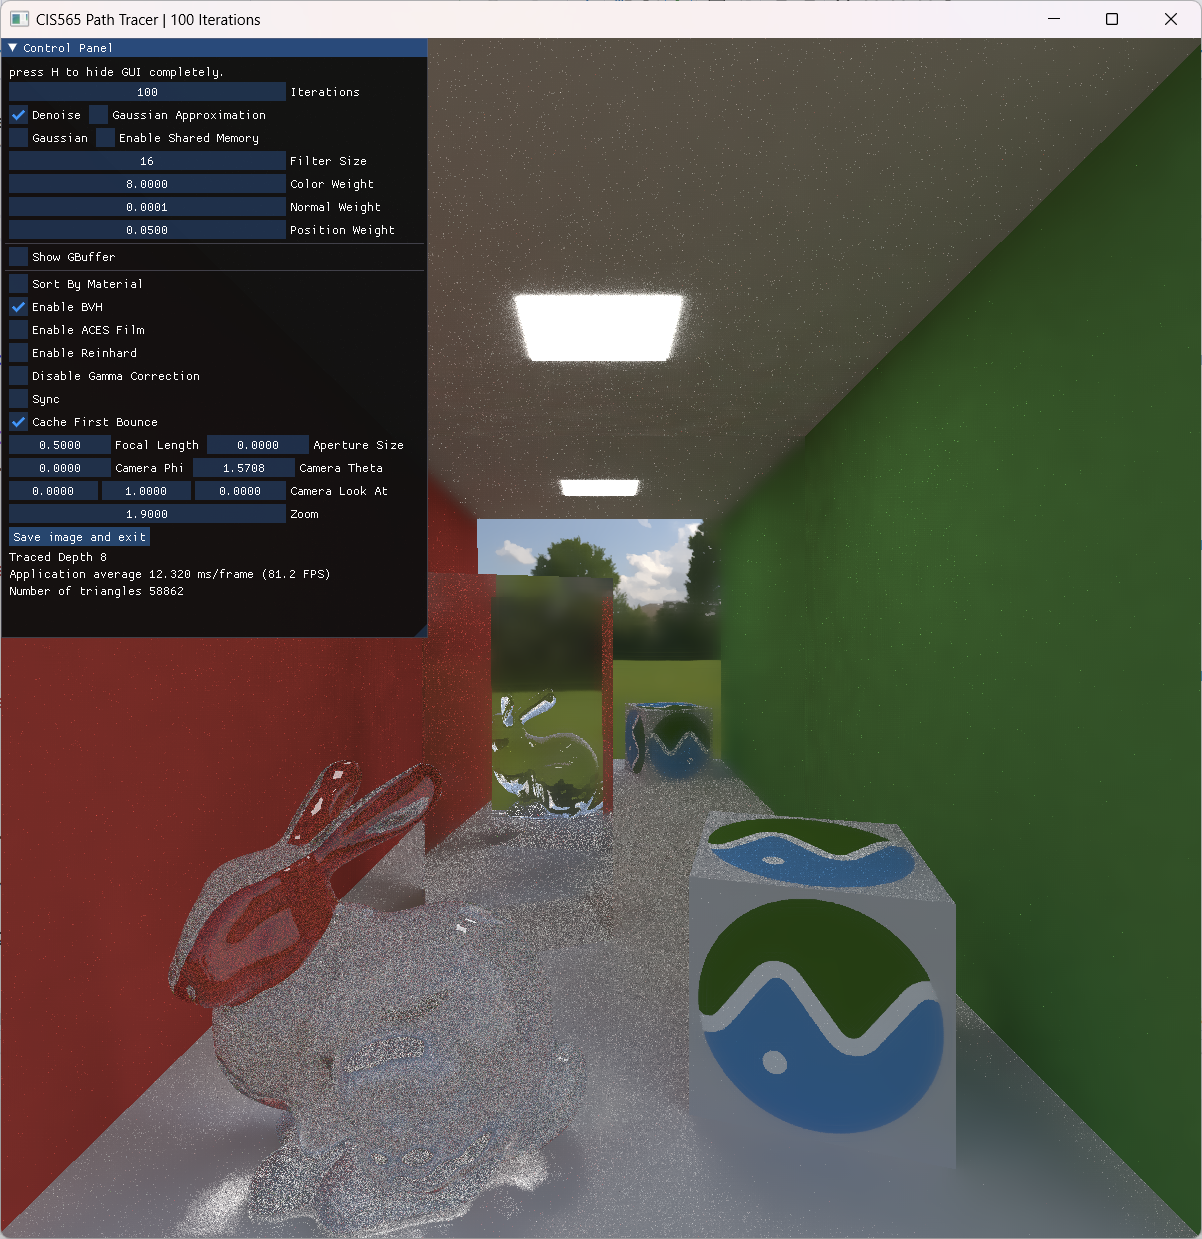 CIS565 Path Tracer | 100 Iterations
Control Panel
press H to hide GUI completely.
100 Iterations
Denoise Gaussian Approximation
Gaussian Enable Shared Memory
16 Filter Size
8.0000 Color Weight
0.0001 Normal Weight
0.0500 Position Weight
Show GBuffer
Sort By Material
Enable BVH
Enable ACES Film
Enable Reinhard
Disable Gamma Correction
Sync
Cache First Bounce
0.5000 Focal Length 0.0000 Aperture Size
0.0000 Camera Phi 1.5708 Camera Theta
0.0000 1.0000 0.0000 Camera Look At
1.9000 Zoom
Save image and exit
Traced Depth 8
Application average 12.320 ms/frame (81.2 FPS)
Number of triangles 58862